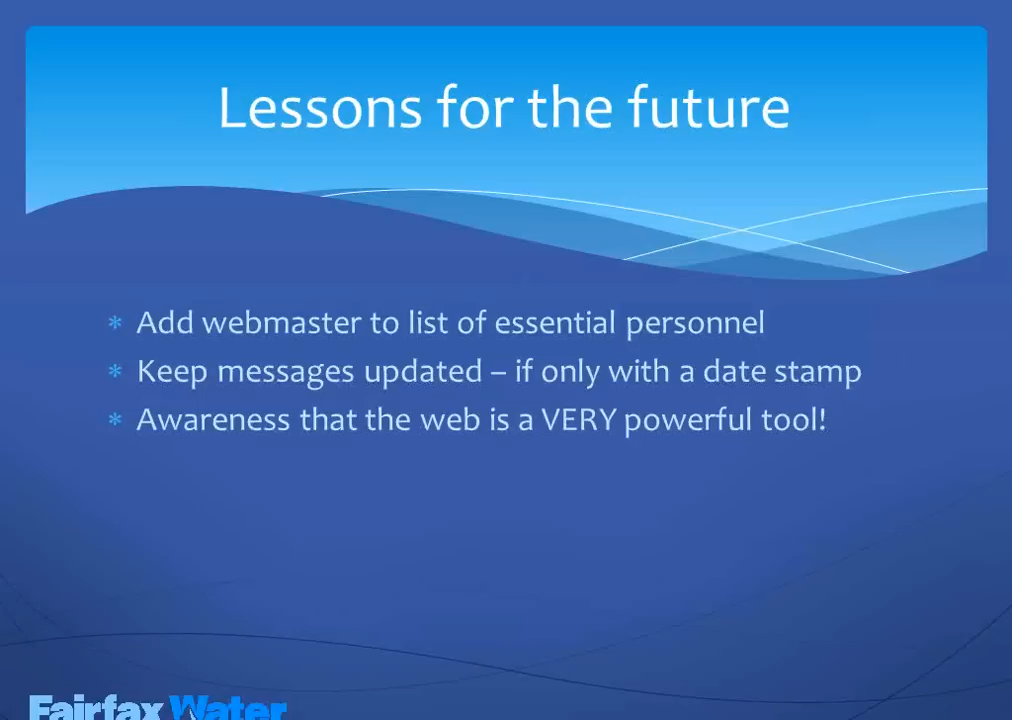 Lessons for the future
* Add webmaster to list of essential personnel
* Keep messages updated – if only with a date stamp
* Awareness that the web is a VERY powerful tool!
Fairfax Water